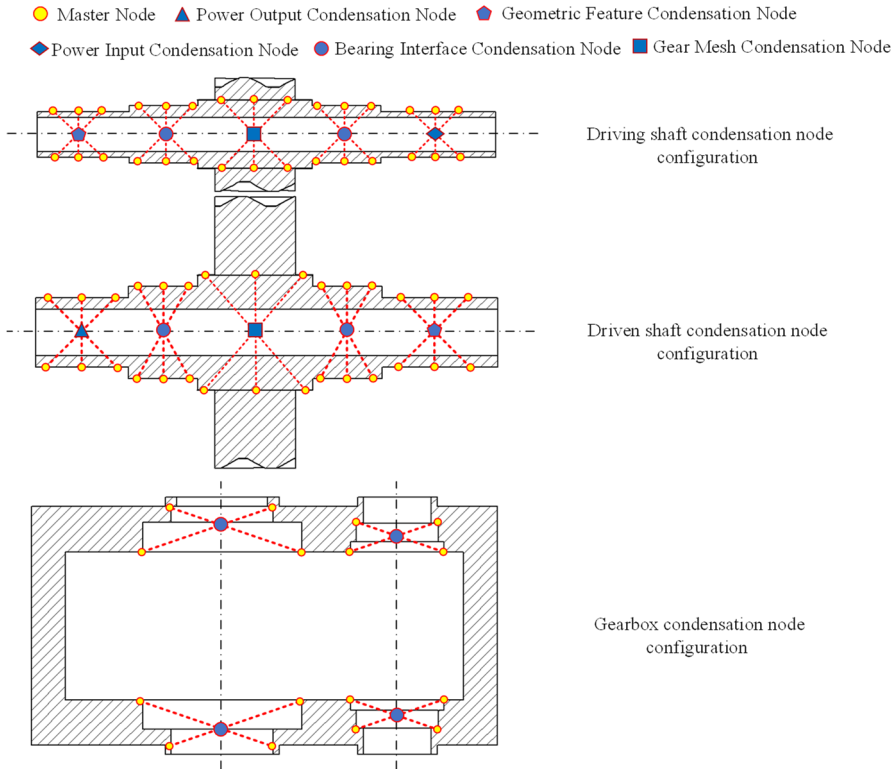 Master Node Power Output Condensation Node Geometric Feature Condensation Node
Power Input Condensation Node Bearing Interface Condensation Node Gear Mesh Condensation Node
Driving shaft condensation node
configuration
Driven shaft condensation node
configuration
Gearbox condensation node
configuration